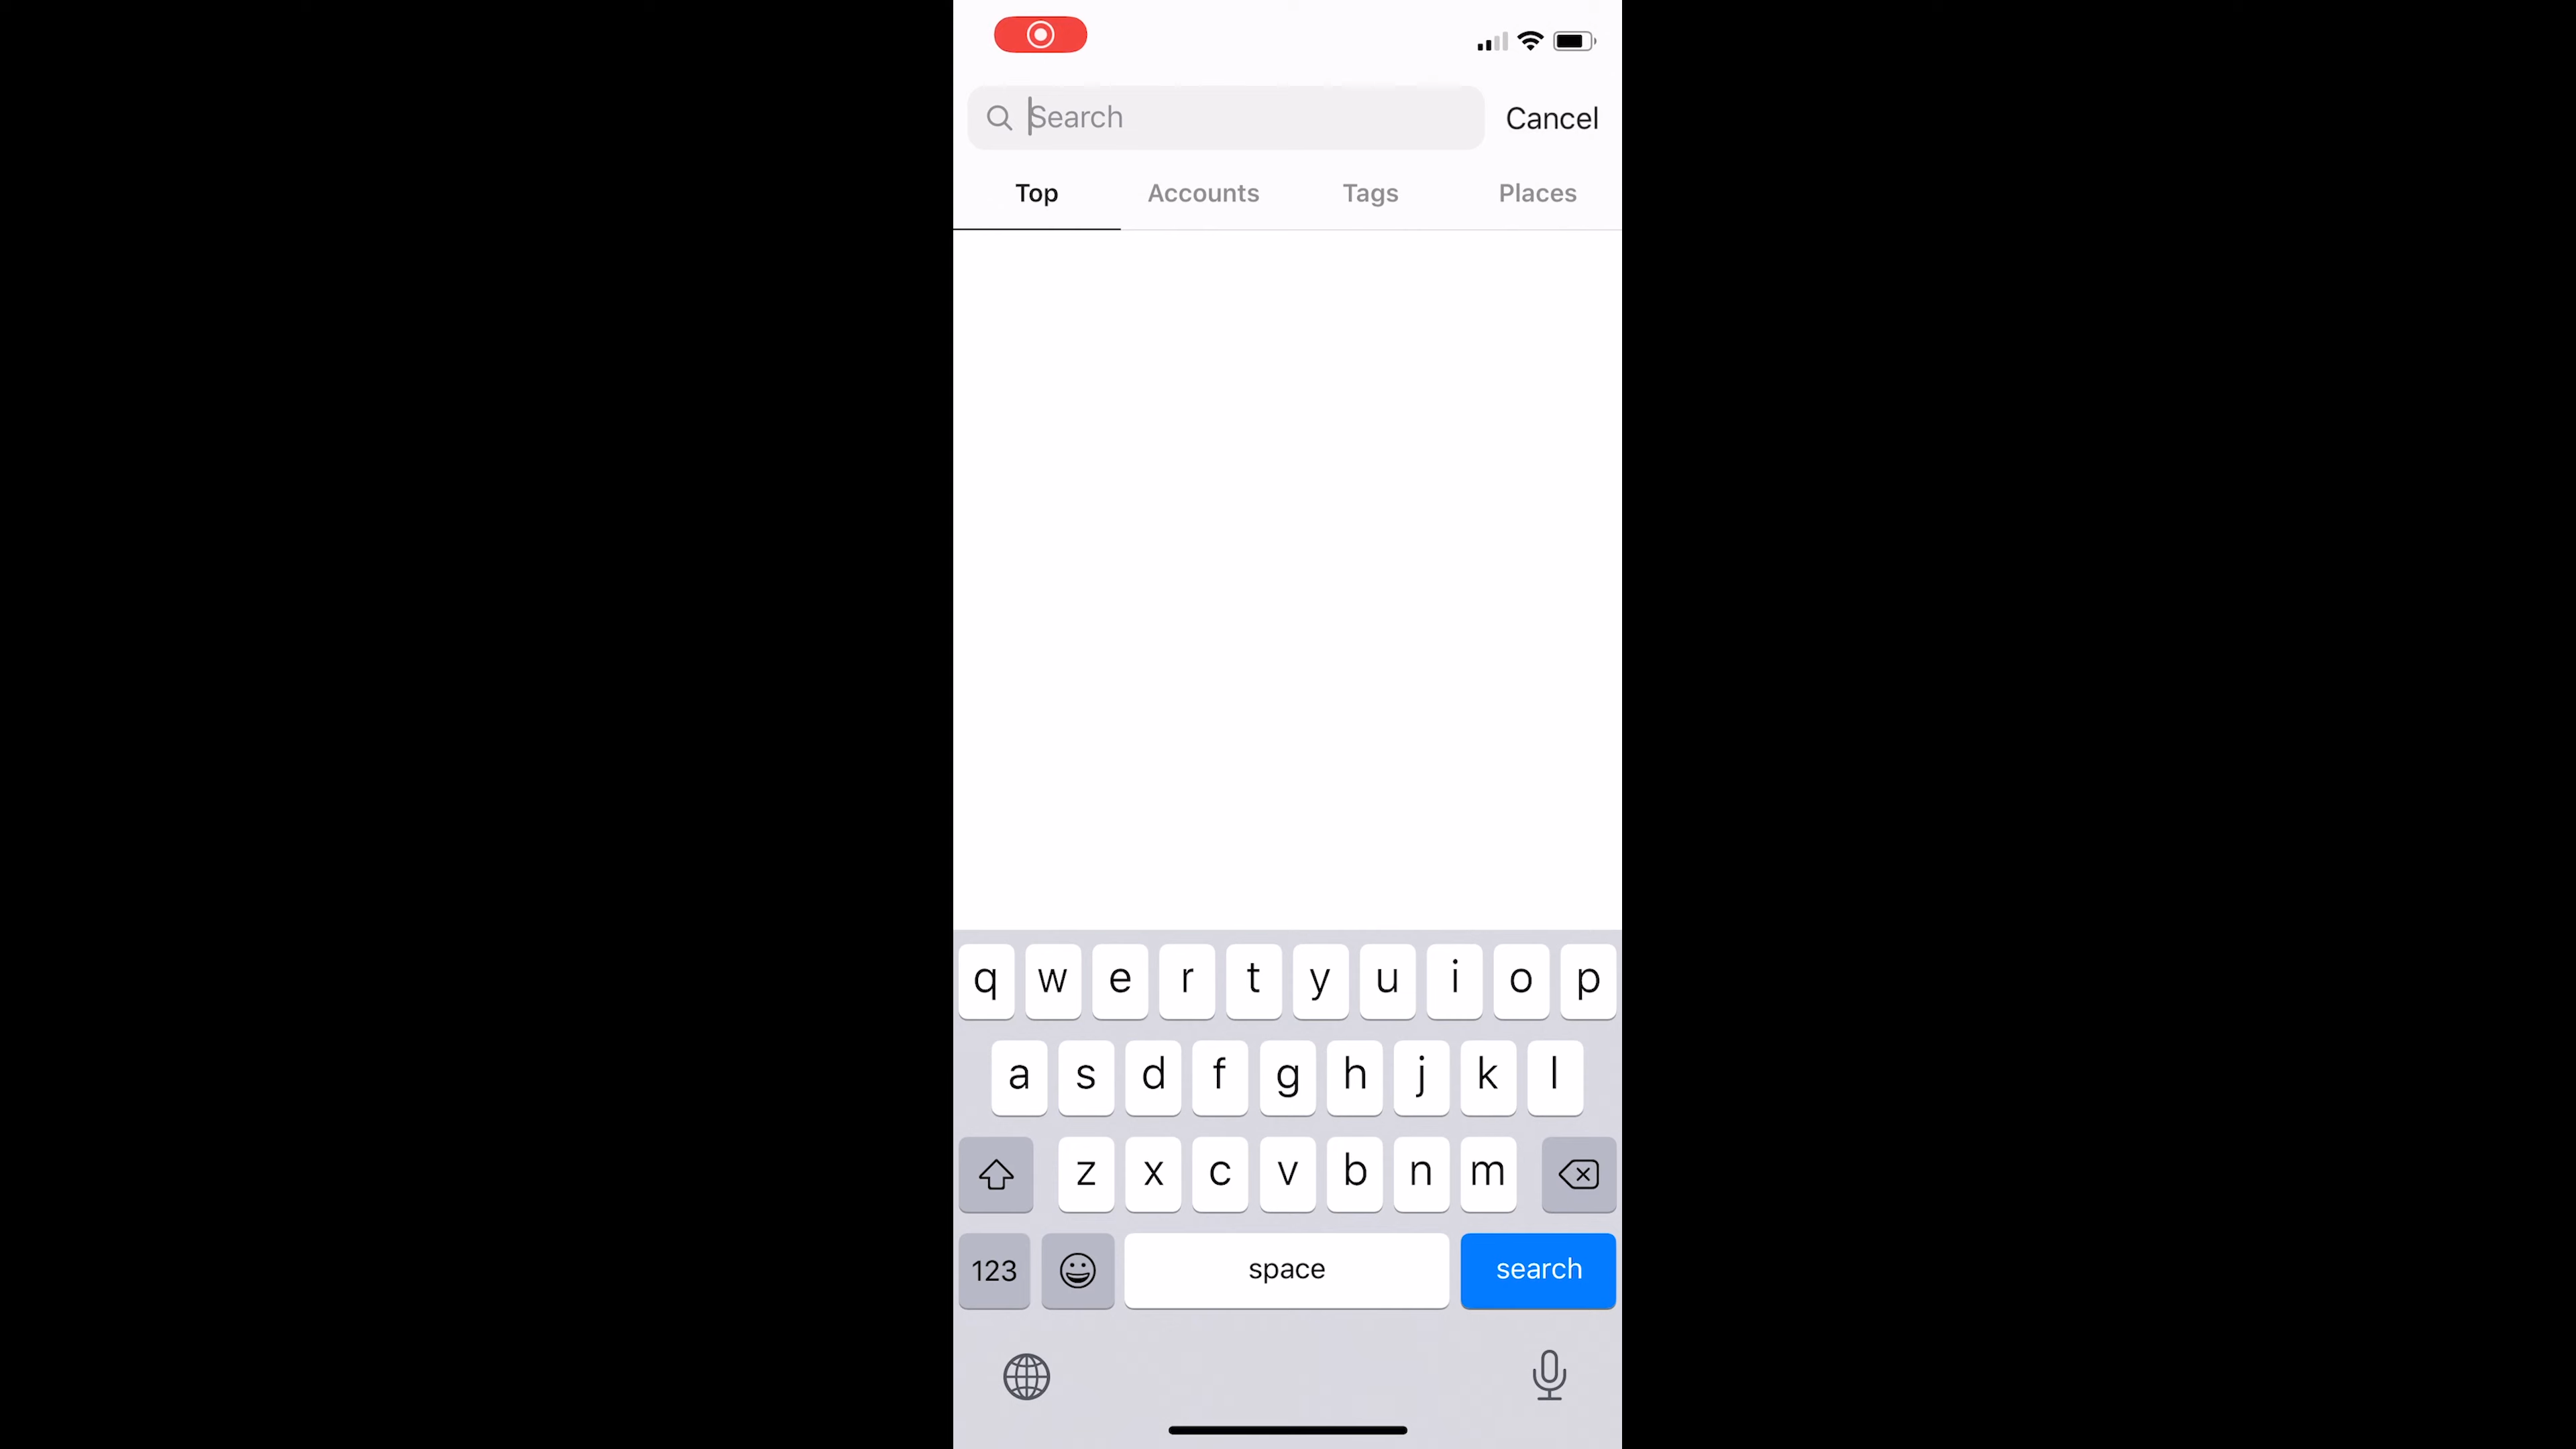 Search Cancel
Top Accounts Tags Places
q w e r t y u i o p
a s d f g h j k l
z x c v b n m
123 space search